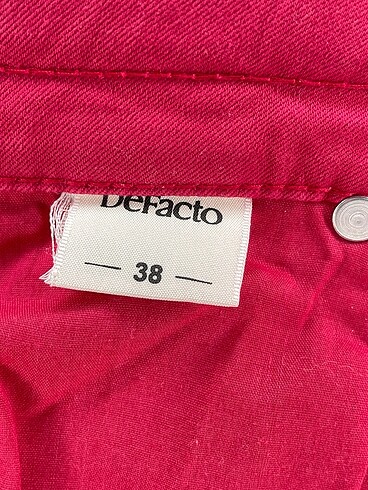 DeFacto
— 38 —